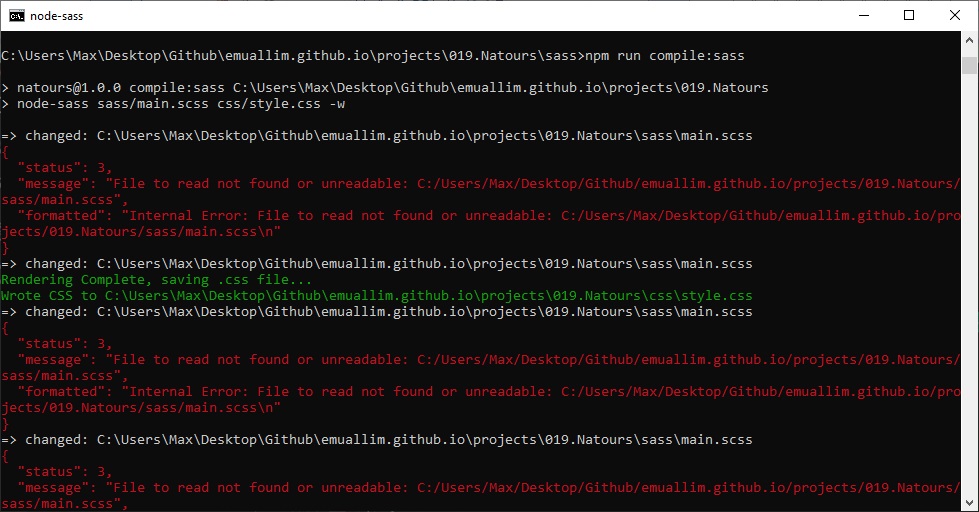 node-sass
C:\Users\Max\Desktop\Github\emuallim.github.io\projects\019.Natours\sass>npm run compile:sass
> natours@1.0.0 compile:sass C:\Users\Max\Desktop\Github\emuallim.github.io\projects\019.Natours
> node-sass sass/main.scss css/style.css -w
=> changed: C:\Users\Max\Desktop\Github\emuallim.github.io\projects\019.Natours\sass\main.scss
{
  "status": 3,
  "message": "File to read not found or unreadable: C:/Users/Max/Desktop/Github/emuallim.github.io/projects/019.Natours/
sass/main.scss",
  "formatted": "Internal Error: File to read not found or unreadable: C:/Users/Max/Desktop/Github/emuallim.github.io/pro
jects/019.Natours/sass/main.scss\n"
}
=> changed: C:\Users\Max\Desktop\Github\emuallim.github.io\projects\019.Natours\sass\main.scss
Rendering Complete, saving .css file...
Wrote CSS to C:\Users\Max\Desktop\Github\emuallim.github.io\projects\019.Natours\css\style.css
=> changed: C:\Users\Max\Desktop\Github\emuallim.github.io\projects\019.Natours\sass\main.scss
{
  "status": 3,
  "message": "File to read not found or unreadable: C:/Users/Max/Desktop/Github/emuallim.github.io/projects/019.Natours/
sass/main.scss",
  "formatted": "Internal Error: File to read not found or unreadable: C:/Users/Max/Desktop/Github/emuallim.github.io/pro
jects/019.Natours/sass/main.scss\n"
}
=> changed: C:\Users\Max\Desktop\Github\emuallim.github.io\projects\019.Natours\sass\main.scss
{
  "status": 3,
  "message": "File to read not found or unreadable: C:/Users/Max/Desktop/Github/emuallim.github.io/projects/019.Natours/
sass/main.scss",